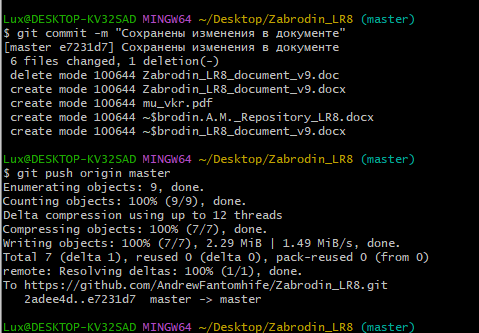 Lux@DESKTOP-KV32SAD MINGW64 ~/Desktop/Zabrodin_LR8 (master)
$ git commit -m "Сохранены изменения в документе"
[master e7231d7] Сохранены изменения в документе
 6 files changed, 1 deletion(-)
 delete mode 100644 Zabrodin_LR8_document_v9.doc
 create mode 100644 Zabrodin_LR8_document_v9.docx
 create mode 100644 mu_vkr.pdf
 create mode 100644 ~$brodin.A.M._Repository_LR8.docx
 create mode 100644 ~$brodin_LR8_document_v9.docx
Lux@DESKTOP-KV32SAD MINGW64 ~/Desktop/Zabrodin_LR8 (master)
$ git push origin master
Enumerating objects: 9, done.
Counting objects: 100% (9/9), done.
Delta compression using up to 12 threads
Compressing objects: 100% (7/7), done.
Writing objects: 100% (7/7), 2.29 MiB | 1.49 MiB/s, done.
Total 7 (delta 1), reused 0 (delta 0), pack-reused 0 (from 0)
remote: Resolving deltas: 100% (1/1), done.
To https://github.com/AndrewFantomhife/Zabrodin_LR8.git
   2adee4d..e7231d7  master -> master
Lux@DESKTOP-KV32SAD MINGW64 ~/Desktop/Zabrodin_LR8 (master)